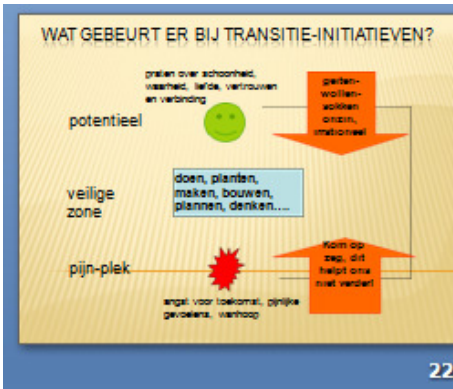 WAT GEBEURT ER BIJ TRANSITIE-INITIATIEVEN?
praten over schoonheid,
waarheid, liefde, vertrouwen
en verbinding
geiten-
wollen-
sokken
onzin,
irrationeel
potentieel
doen, planten,
maken, bouwen,
plannen, denken....
veilige
zone
Kom op
zeg, dit
helpt ons
niet verder!
pijn-plek
angst voor toekomst, pijnlijke
gevoelens, wanhoop
22